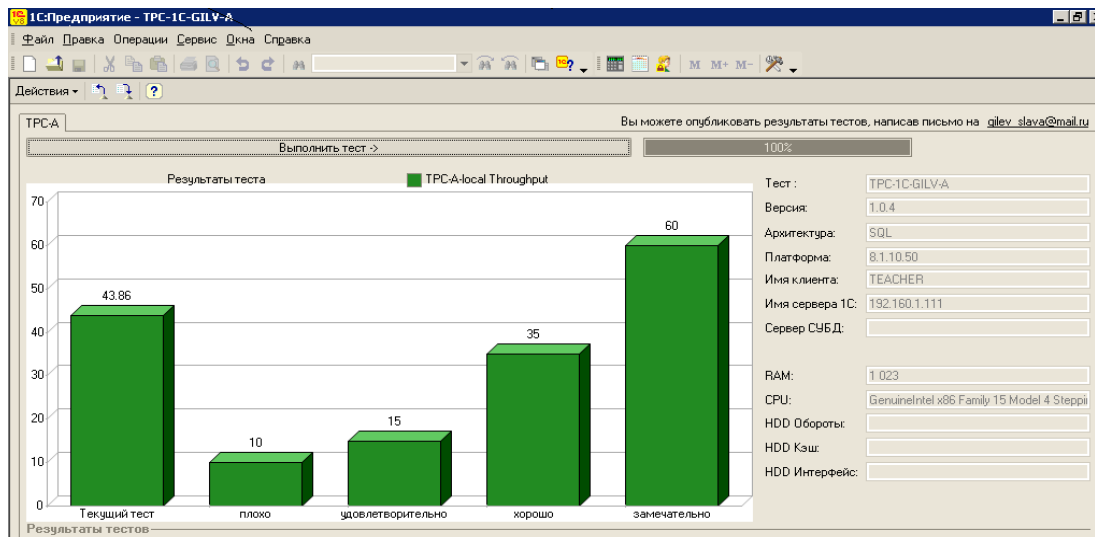 1С:Предприятие - TPC-1C-GILV-A
Файл Правка Операции Сервис Окна Справка
M M+ M-
Действия
TPC-A
Вы можете опубликовать результаты тестов, написав письмо на gilev_slava@mail.ru
Выполнить тест ->
100%
Результаты теста
TPC-A-local Throughput
70
60
50
40
30
20
10
0
43.86
10
15
35
60
Текущий тест
плохо
удовлетворительно
хорошо
замечательно
Тест : TPC-1C-GILV-A
Версия: 1.0.4
Архитектура: SQL
Платформа: 8.1.10.50
Имя клиента: TEACHER
Имя сервера 1С: 192.160.1.111
Сервер СУБД:
RAM: 1 023
CPU: GenuineIntel x86 Family 15 Model 4 Steppi
HDD Обороты:
HDD Кэш:
HDD Интерфейс:
Результаты тестов